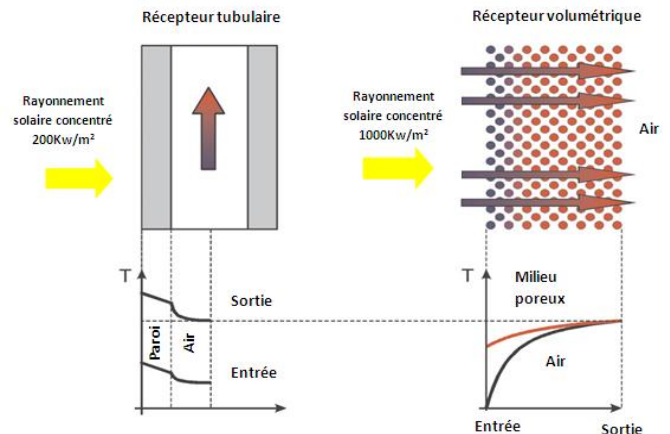 Récepteur tubulaire
Récepteur volumétrique
Rayonnement
solaire concentré
200Kw/m²
Rayonnement
solaire concentré
1000Kw/m²
Air
T
Sortie
Paroi
Air
Entrée
T
Milieu
poreux
Air
Entrée
Sortie